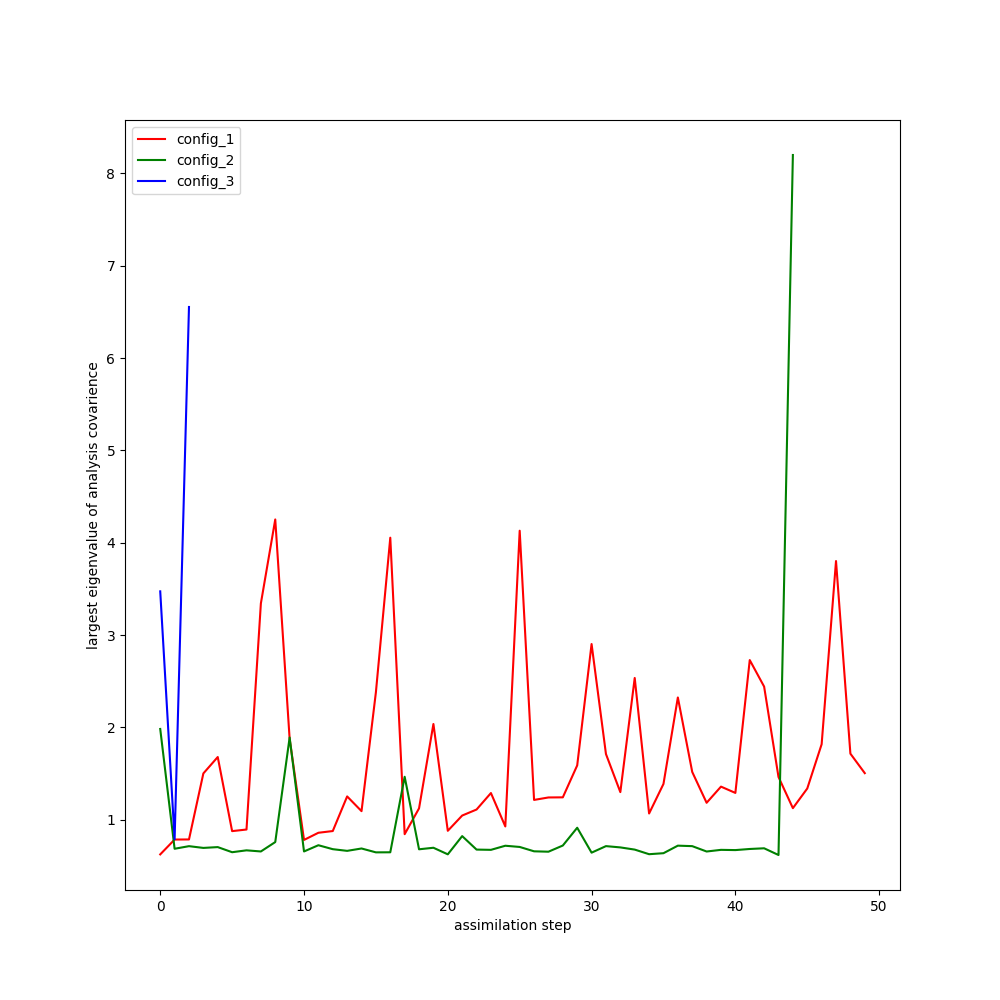 config_1
config_2
config_3
8
7
6
5
4
3
2
1
largest eigenvalue of analysis covarience
0 10 20 30 40 50
assimilation step